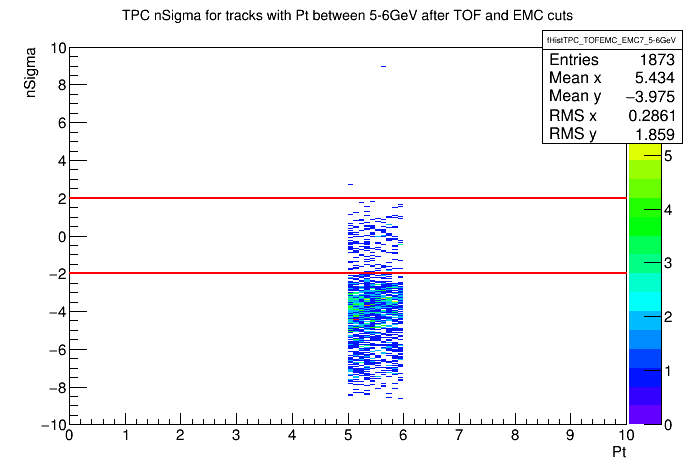 TPC nSigma for tracks with Pt between 5-6GeV after TOF and EMC cuts
fHistTPC_TOFEMC_EMC7_5-6GeV
Entries 1873
Mean x 5.434
Mean y −3.975
RMS x 0.2861
RMS y 1.859
nSigma
10
8
6
4
2
0
−2
−4
−6
−8
−10
5
4
3
2
1
0
0 1 2 3 4 5 6 7 8 9 10
Pt